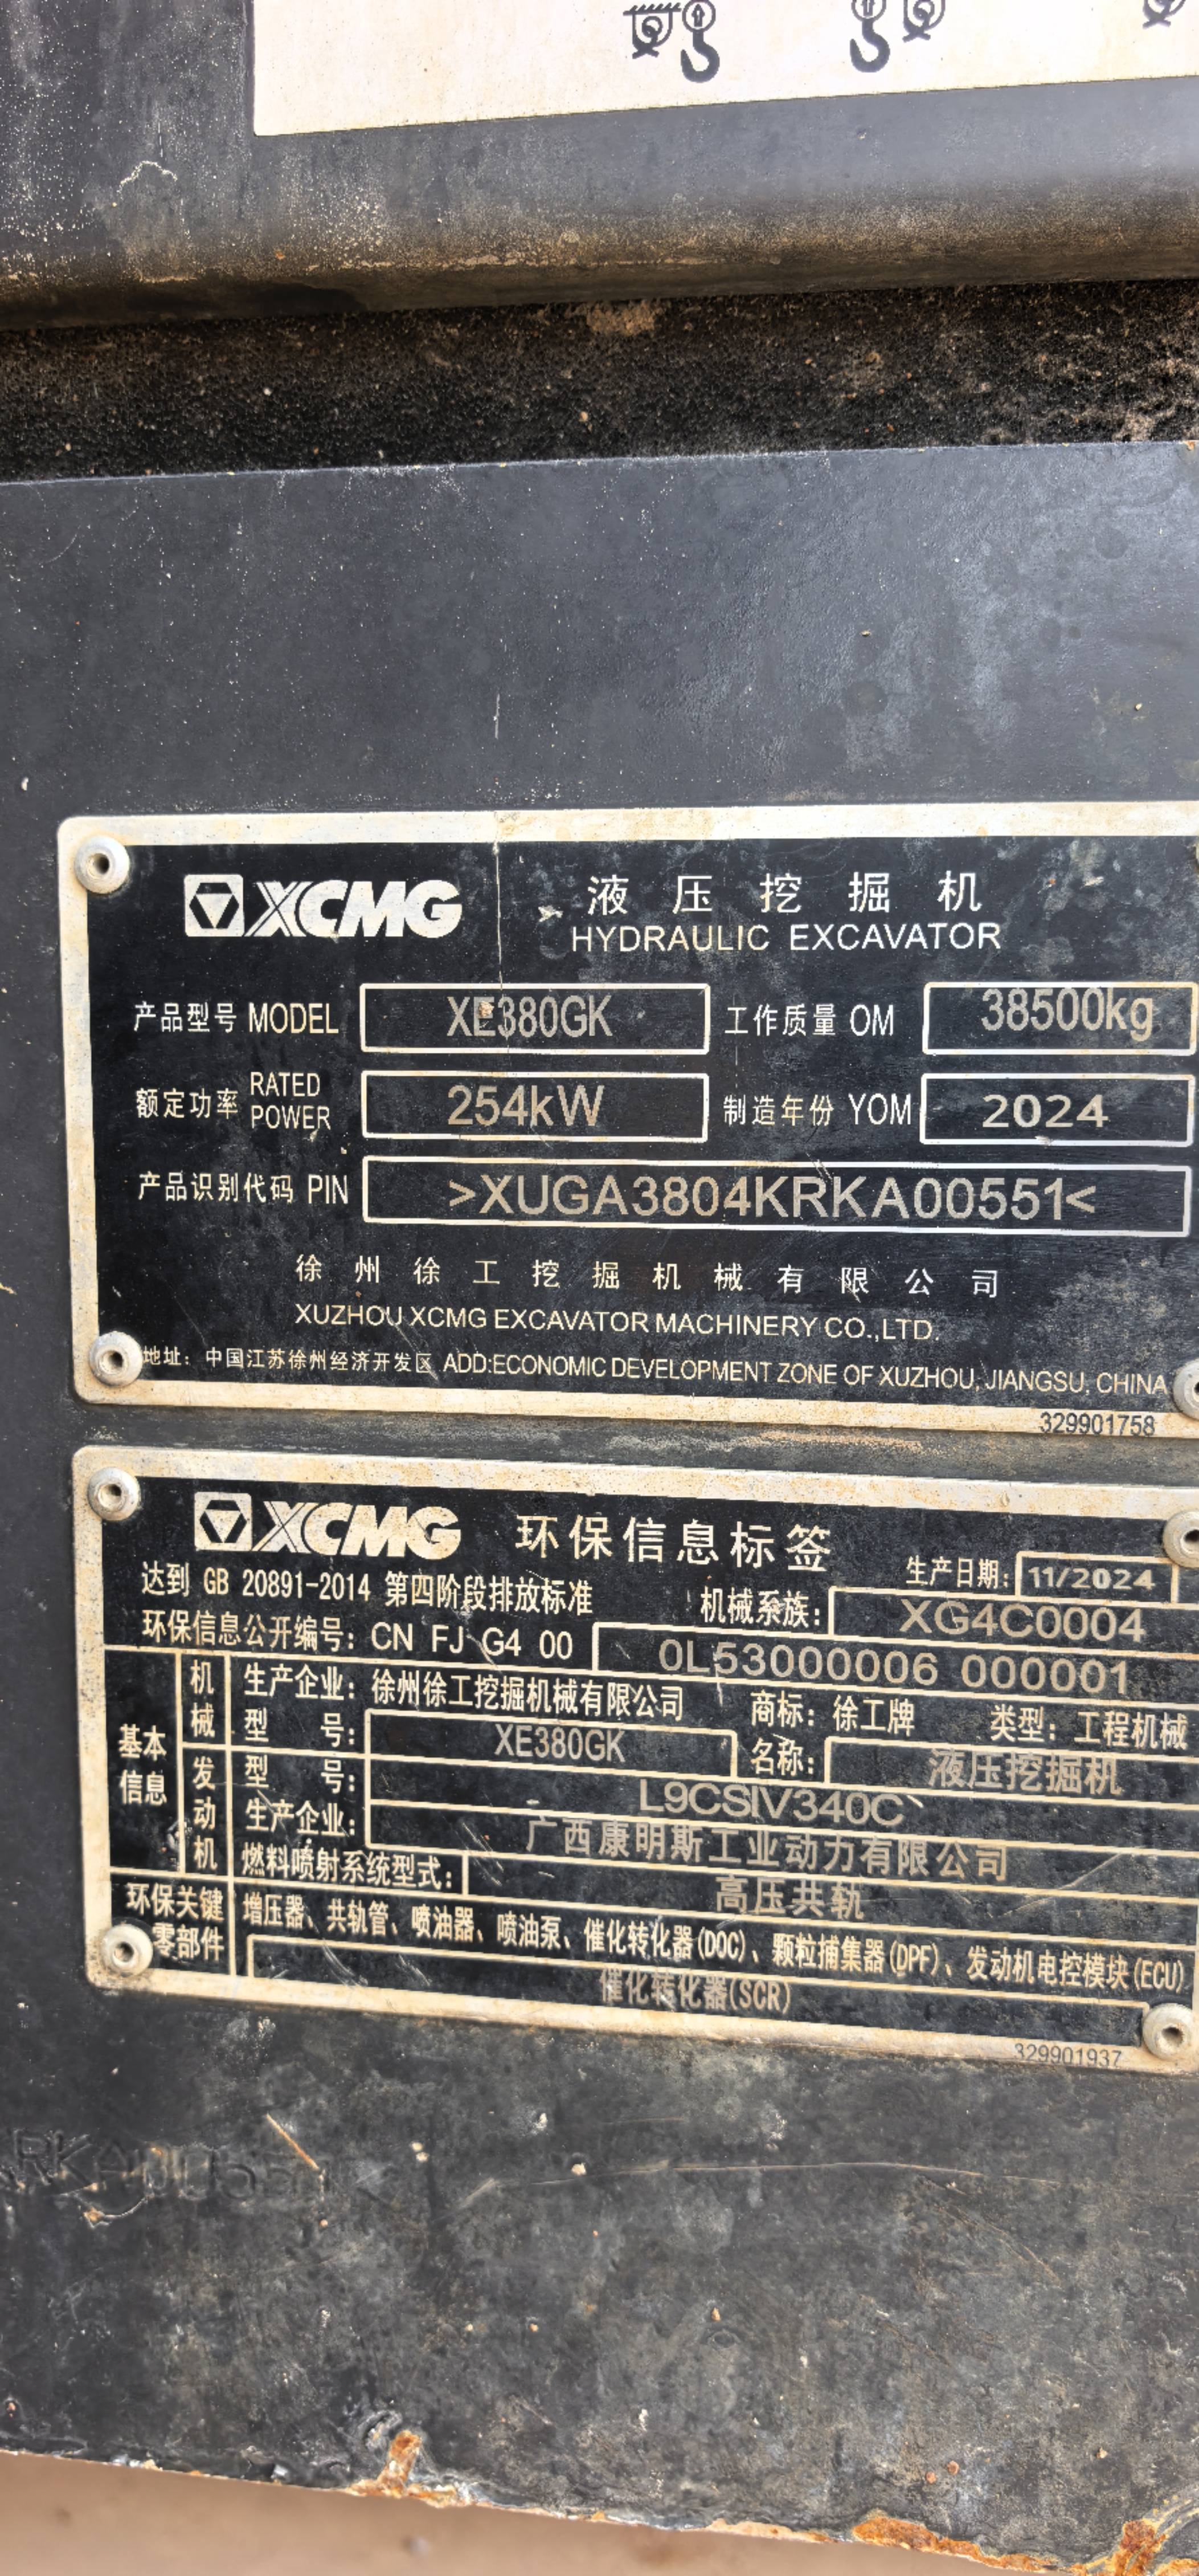 XCMG 液压挖掘机
HYDRAULIC EXCAVATOR
产品型号 MODEL XE380GK 工作质量 OM 38500kg
额定功率 RATED POWER 254kW 制造年份 YOM 2024
产品识别代码 PIN >XUGA3804KRKA00551<
徐州徐工挖掘机械有限公司
XUZHOU XCMG EXCAVATOR MACHINERY CO.,LTD.
地址：中国江苏徐州经济开发区 ADD:ECONOMIC DEVELOPMENT ZONE OF XUZHOU, JIANGSU, CHINA
329901758
XCMG 环保信息标签
生产日期：11/2024
达到 GB 20891-2014 第四阶段排放标准 机械系族：XG4C0004
环保信息公开编号：CN FJ G4 00 0L53000006 000001
基本信息
机械
生产企业：徐州徐工挖掘机械有限公司 商标：徐工牌 类型：工程机械
型号：XE380GK 名称：液压挖掘机
发动机
型号：L9CSIV340C
生产企业：广西康明斯工业动力有限公司
燃料喷射系统型式：高压共轨
环保关键零部件
增压器、共轨管、喷油器、喷油泵、催化转化器(DOC)、颗粒捕集器(DPF)、发动机电控模块(ECU)
催化转化器(SCR)
329901937